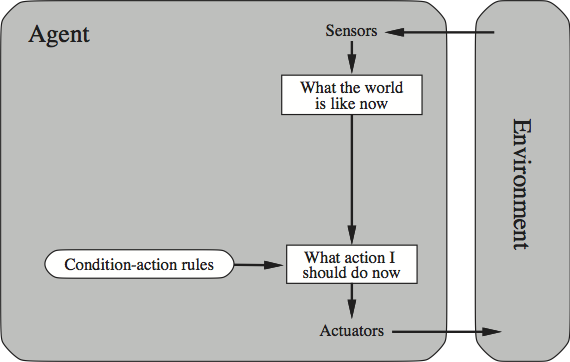 Agent
Sensors
What the world
is like now
Environment
Condition-action rules
What action I
should do now
Actuators